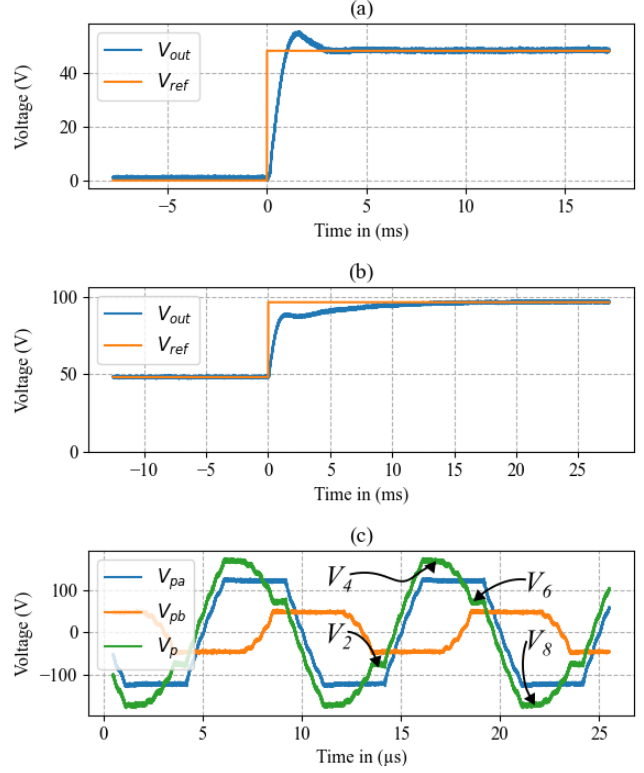 (a)
Voltage (V)
40
20
0
V_out
V_ref
−5 0 5 10 15
Time in (ms)
(b)
Voltage (V)
100
50
0
V_out
V_ref
−10 −5 0 5 10 15 20 25
Time in (ms)
(c)
Voltage (V)
100
0
−100
V_pa
V_pb
V_p
V_4
V_6
V_2
V_8
0 5 10 15 20 25
Time in (μs)